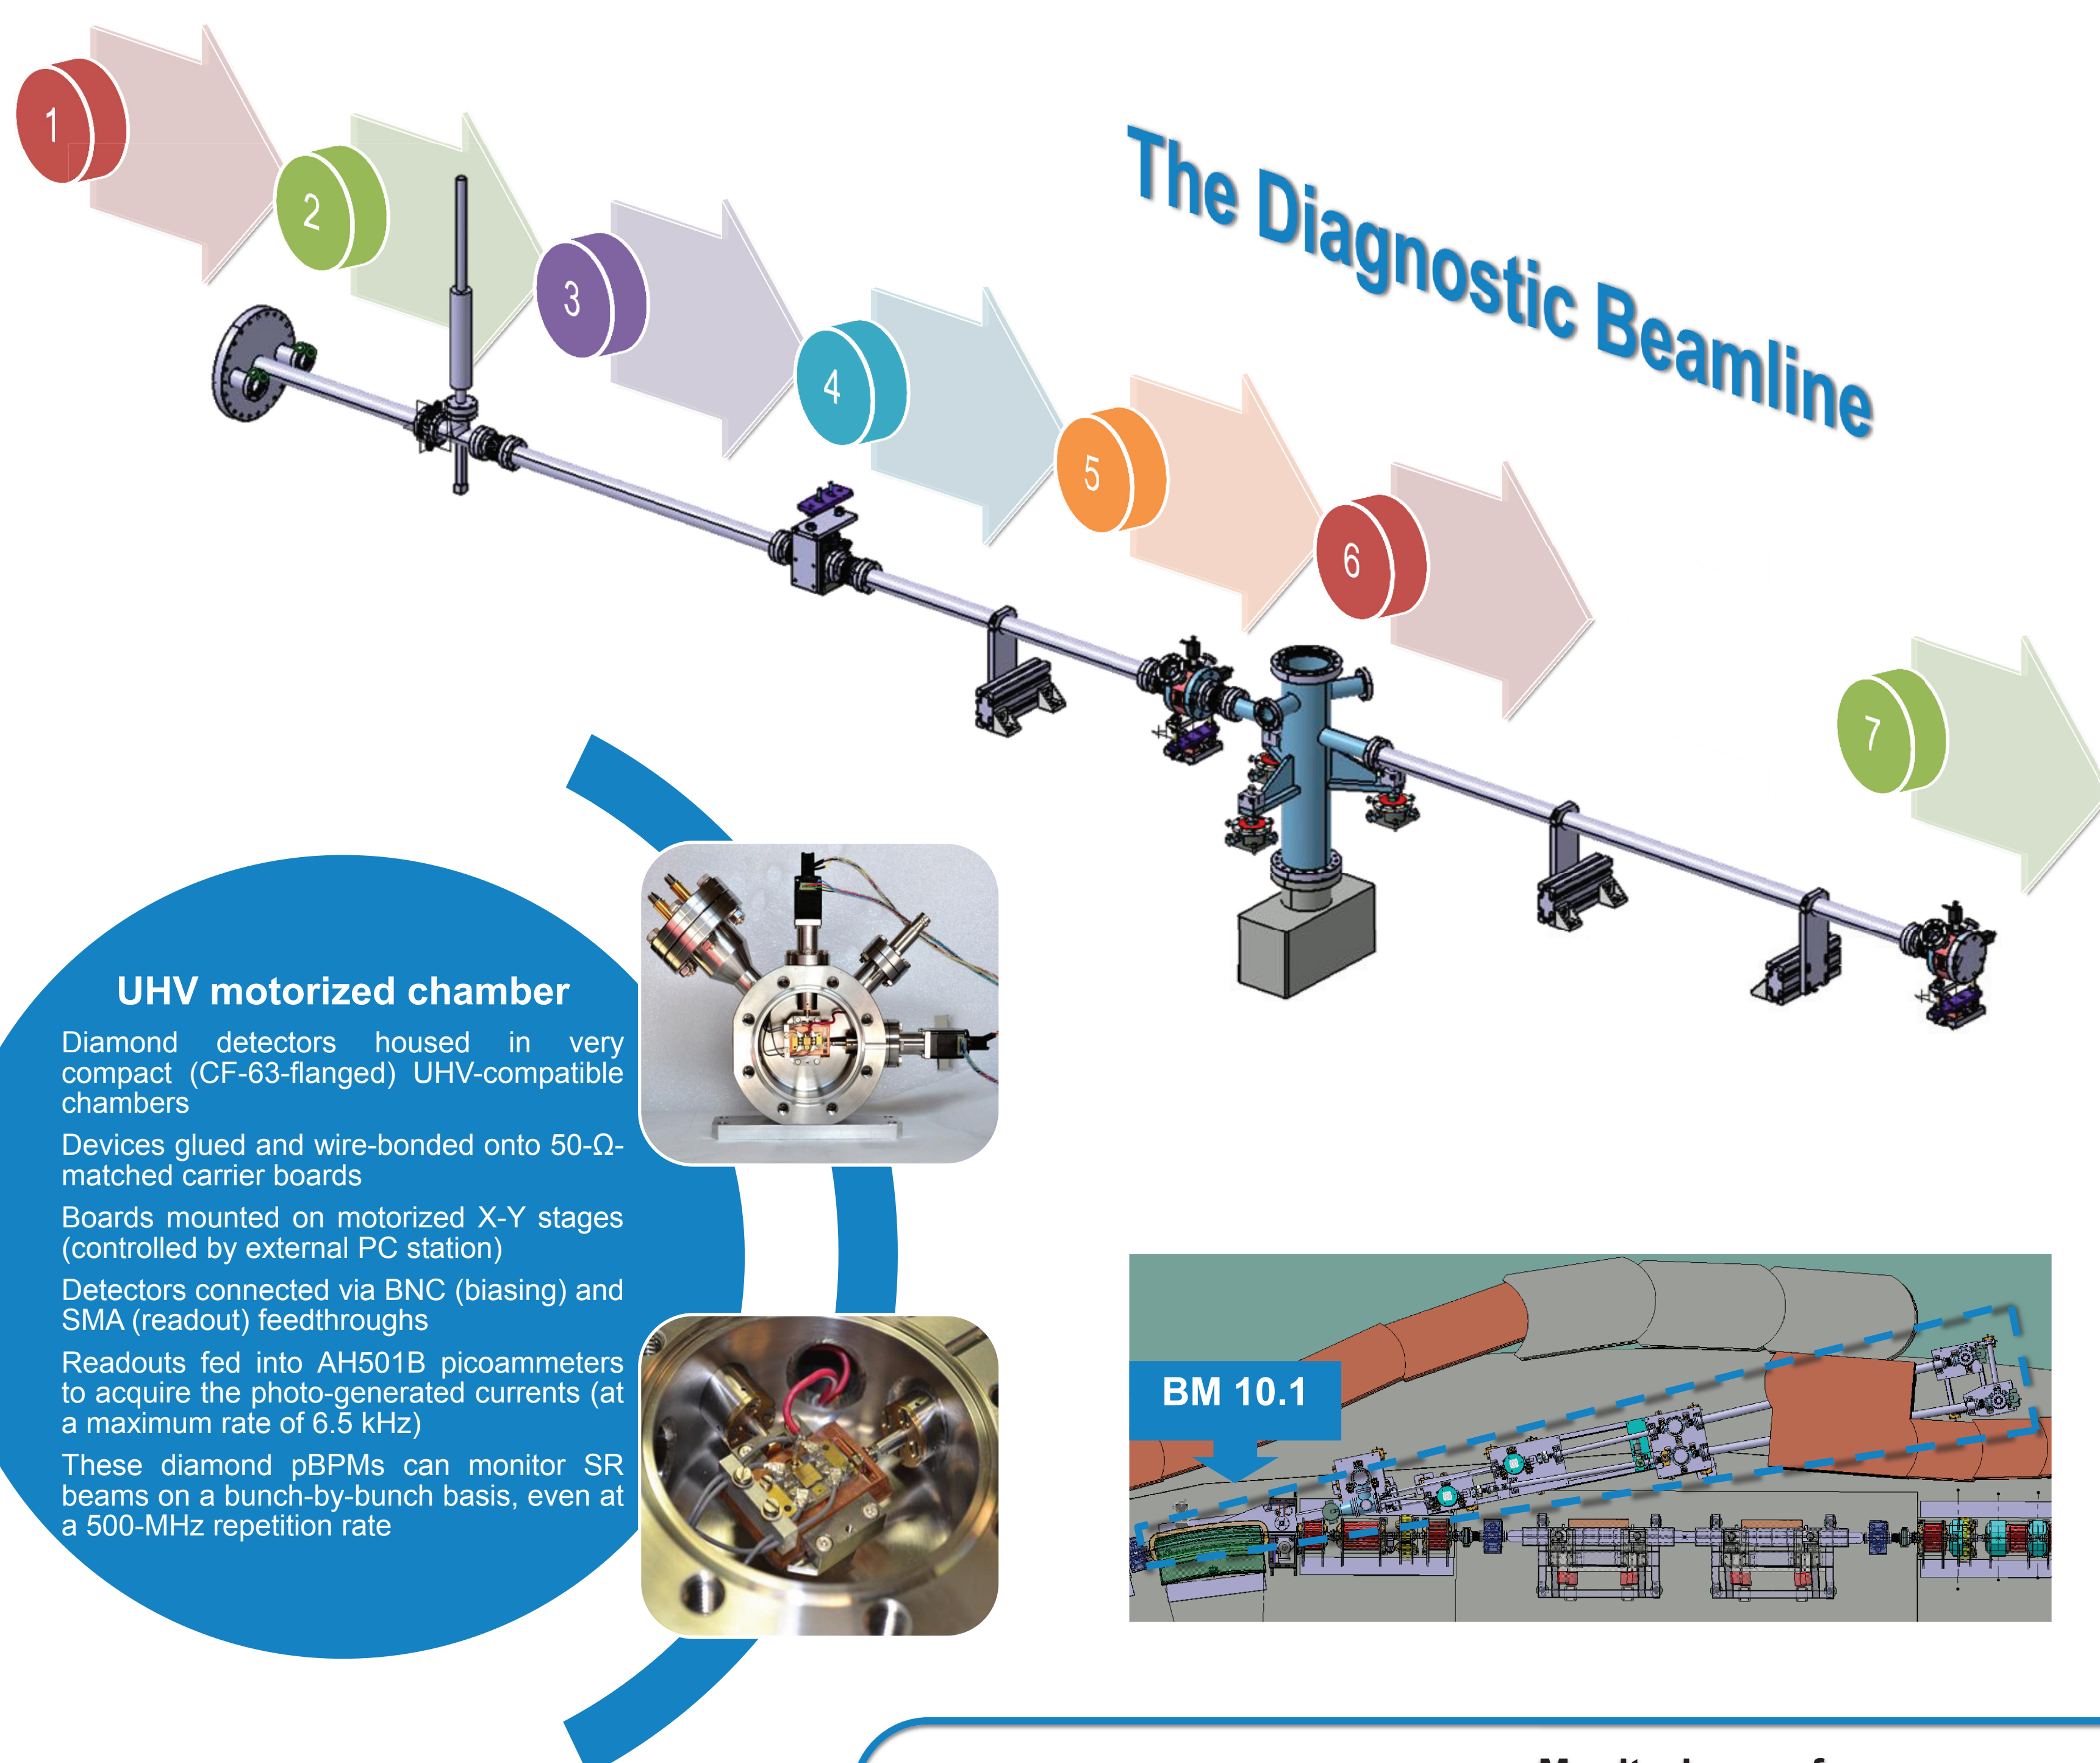 1
2
3
4
5
6
7
The Diagnostic Beamline
UHV motorized chamber
Diamond detectors housed in very
compact (CF-63-flanged) UHV-compatible
chambers
Devices glued and wire-bonded onto 50-Ω-
matched carrier boards
Boards mounted on motorized X-Y stages
(controlled by external PC station)
Detectors connected via BNC (biasing) and
SMA (readout) feedthroughs
Readouts fed into AH501B picoammeters
to acquire the photo-generated currents (at
a maximum rate of 6.5 kHz)
These diamond pBPMs can monitor SR
beams on a bunch-by-bunch basis, even at
a 500-MHz repetition rate
BM 10.1